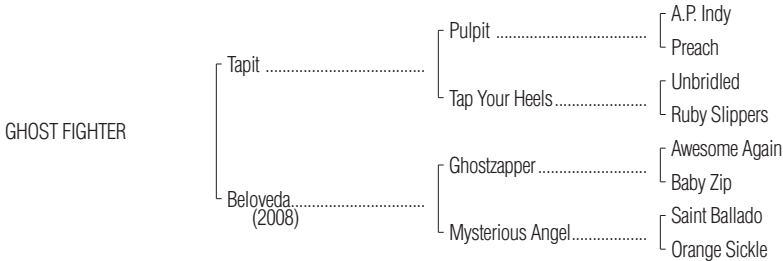 A.P. Indy
Pulpit ........................................
Preach
Tapit ..........................................
Unbridled
Tap Your Heels........................
Ruby Slippers
GHOST FIGHTER
Awesome Again
Ghostzapper .............................
Baby Zip
Beloveda...................................
(2008)
Saint Ballado
Mysterious Angel....................
Orange Sickle